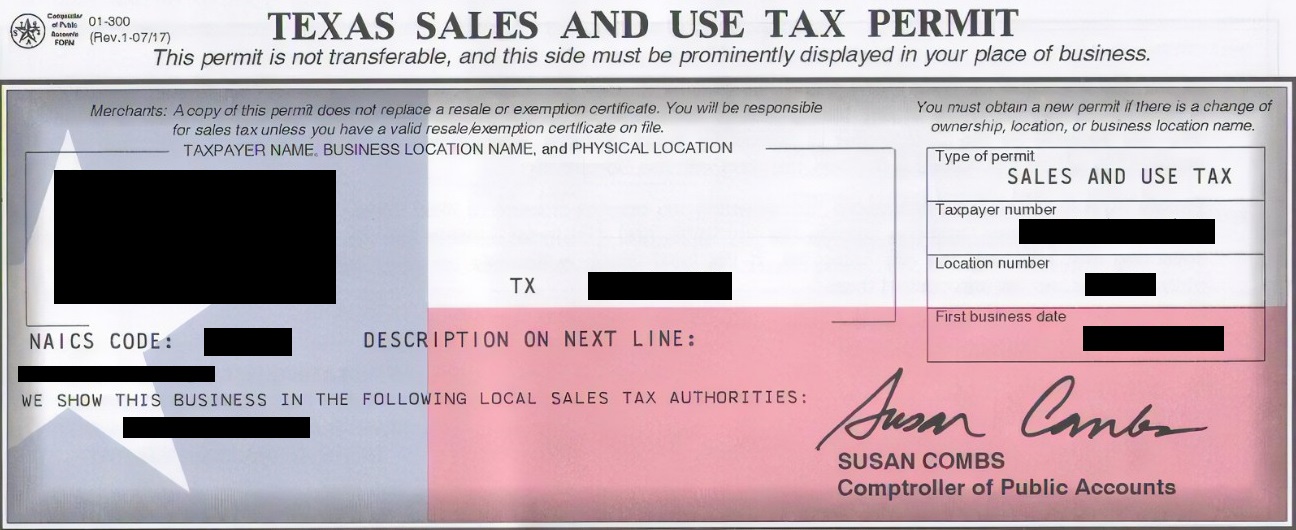 Comptroller
of Public
Accounts
FORM
01-300
(Rev.1-07/17)
TEXAS SALES AND USE TAX PERMIT
This permit is not transferable, and this side must be prominently displayed in your place of business.
Merchants: A copy of this permit does not replace a resale or exemption certificate. You will be responsible
for sales tax unless you have a valid resale/exemption certificate on file.
You must obtain a new permit if there is a change of
ownership, location, or business location name.
TAXPAYER NAME, BUSINESS LOCATION NAME, and PHYSICAL LOCATION
TX
Type of permit
SALES AND USE TAX
Taxpayer number
Location number
First business date
NAICS CODE:
DESCRIPTION ON NEXT LINE:
WE SHOW THIS BUSINESS IN THE FOLLOWING LOCAL SALES TAX AUTHORITIES:
Susan Combs
SUSAN COMBS
Comptroller of Public Accounts